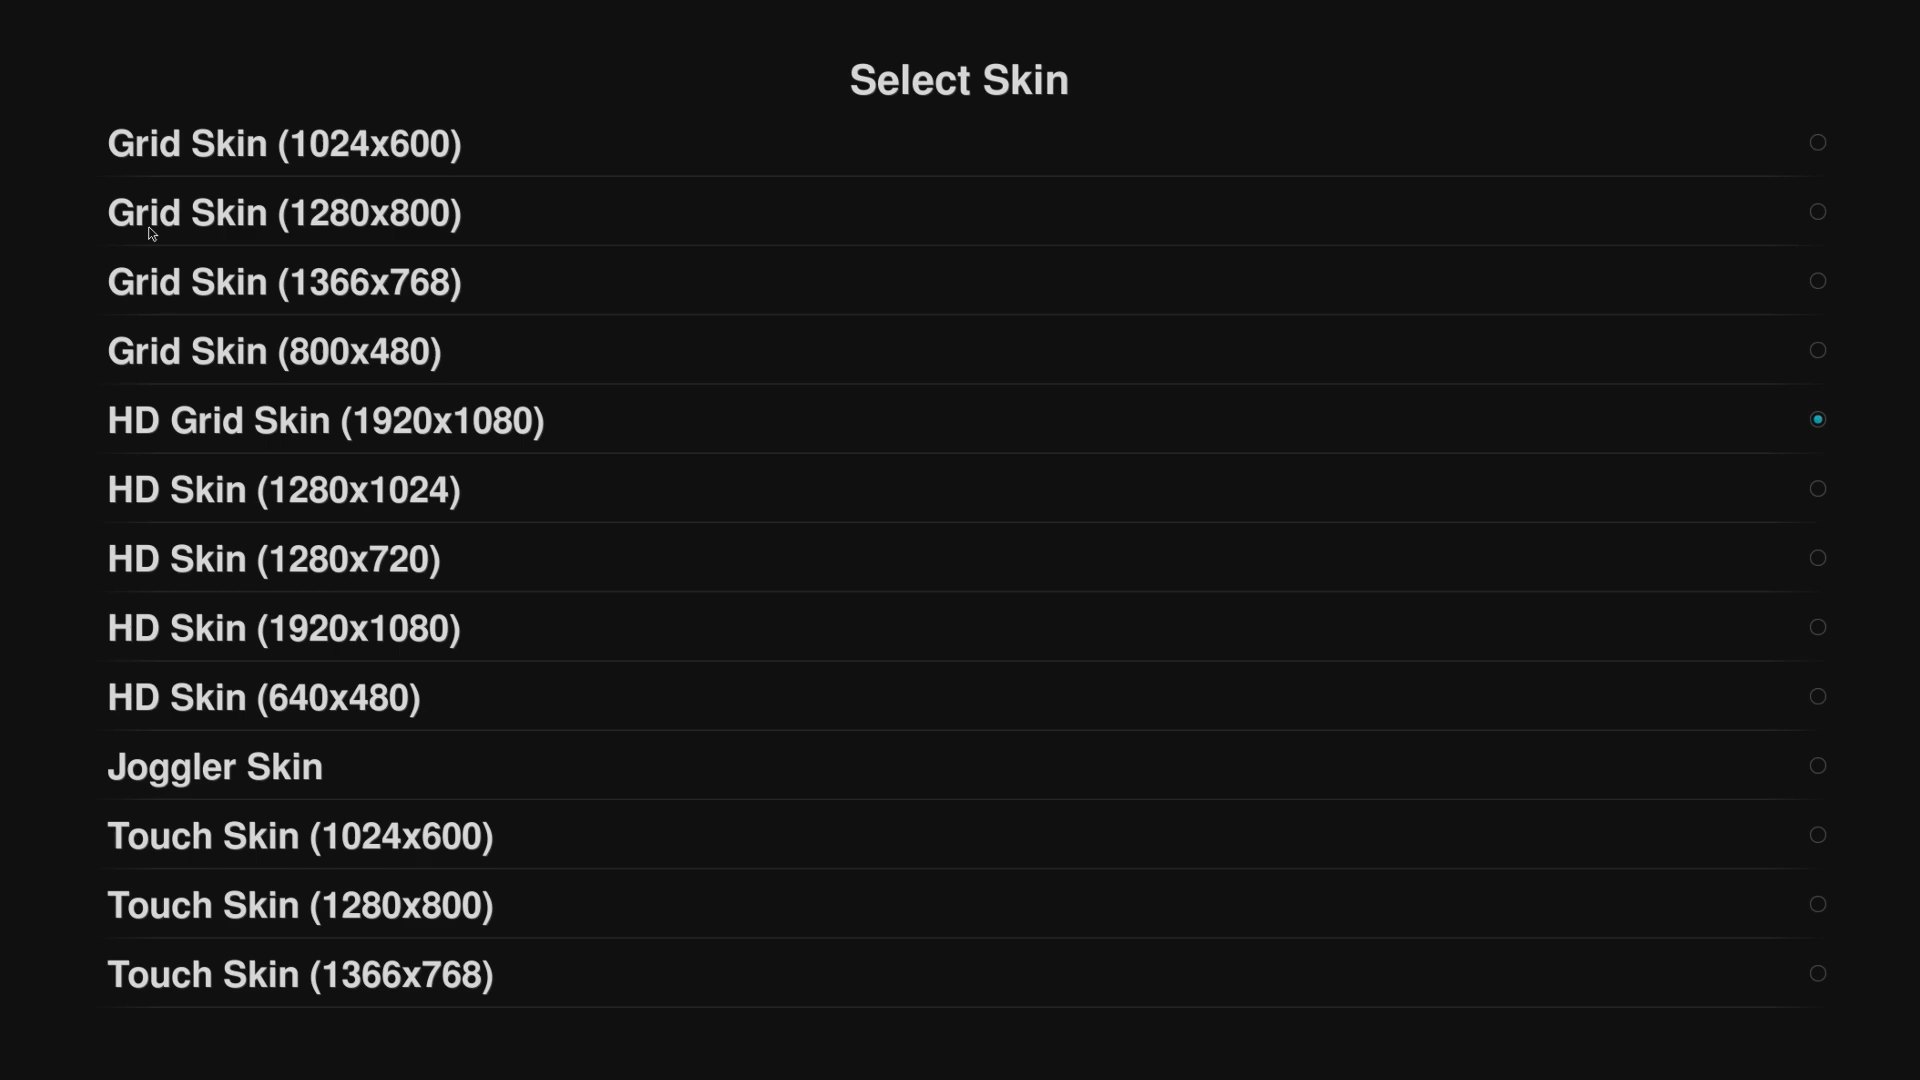 Select Skin
Grid Skin (1024x600)
Grid Skin (1280x800)
Grid Skin (1366x768)
Grid Skin (800x480)
HD Grid Skin (1920x1080)
HD Skin (1280x1024)
HD Skin (1280x720)
HD Skin (1920x1080)
HD Skin (640x480)
Joggler Skin
Touch Skin (1024x600)
Touch Skin (1280x800)
Touch Skin (1366x768)